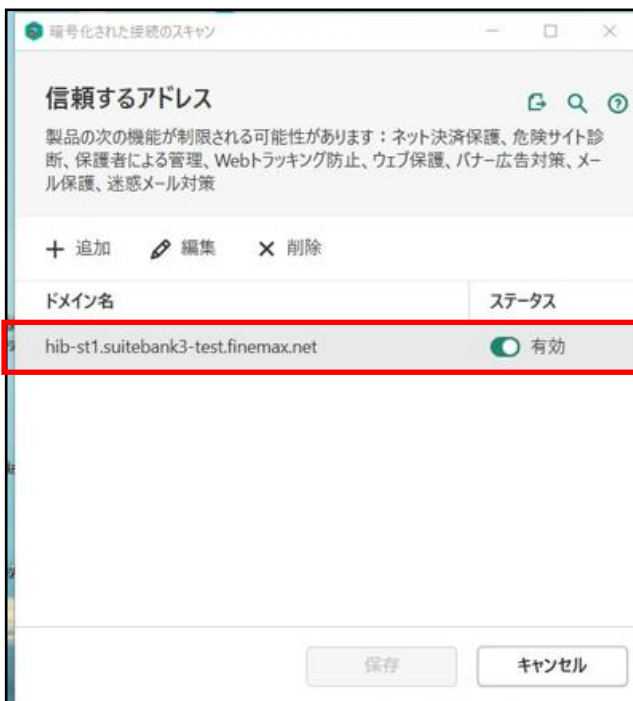 暗号化された接続のスキャン
信頼するアドレス
製品の次の機能が制限される可能性があります：ネット決済保護、危険サイト診
断、保護者による管理、Webトラッキング防止、ウェブ保護、バナー広告対策、メー
ル保護、迷惑メール対策
追加 編集 削除
ドメイン名 ステータス
hib-st1.suitebank3-test.finemax.net 有効
保存 キャンセル